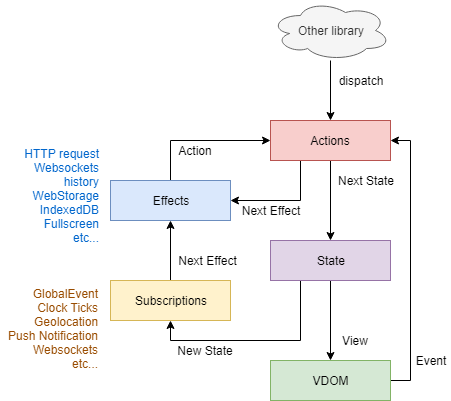 Other library
dispatch
Actions
Action
HTTP request
Websockets
history
WebStorage
IndexedDB
Fullscreen
etc...
Effects
Next Effect
Next State
Next Effect
State
GlobalEvent
Clock Ticks
Geolocation
Push Notification
Websockets
etc...
Subscriptions
New State
View
Event
VDOM